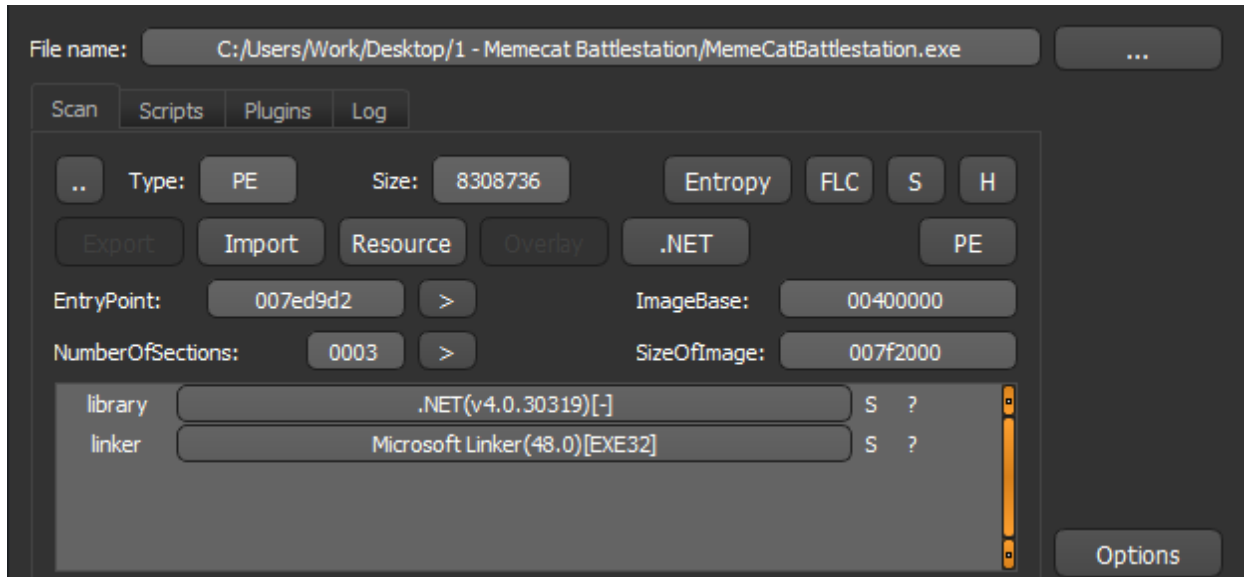 File name: C:/Users/Work/Desktop/1 - Memecat Battlestation/MemeCatBattlestation.exe ...
Scan Scripts Plugins Log
.. Type: PE Size: 8308736 Entropy FLC S H
Export Import Resource Overlay .NET PE
EntryPoint: 007ed9d2 > ImageBase: 00400000
NumberOfSections: 0003 > SizeOfImage: 007f2000
library .NET(v4.0.30319)[-] S ?
linker Microsoft Linker(48.0)[EXE32] S ?
Options